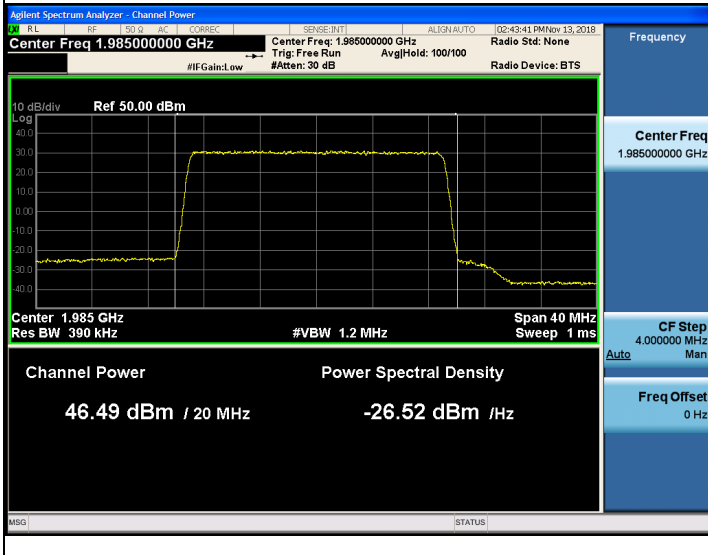 Agilent Spectrum Analyzer - Channel Power
RL RF 50 Ω AC CORREC SENSE:INT ALIGN AUTO 02:43:41 PM Nov 13, 2018
Center Freq 1.985000000 GHz
Center Freq: 1.985000000 GHz
Radio Std: None
Trig: Free Run Avg|Hold: 100/100
#IFGain:Low
#Atten: 30 dB
Radio Device: BTS
10 dB/div Ref 50.00 dBm
Log
40.0
30.0
20.0
10.0
0.00
-10.0
-20.0
-30.0
-40.0
Center 1.985 GHz Span 40 MHz
Res BW 390 kHz #VBW 1.2 MHz Sweep 1 ms
Channel Power Power Spectral Density
46.49 dBm / 20 MHz -26.52 dBm /Hz
MSG STATUS
Frequency
Center Freq
1.985000000 GHz
CF Step
4.000000 MHz
Auto Man
Freq Offset
0 Hz